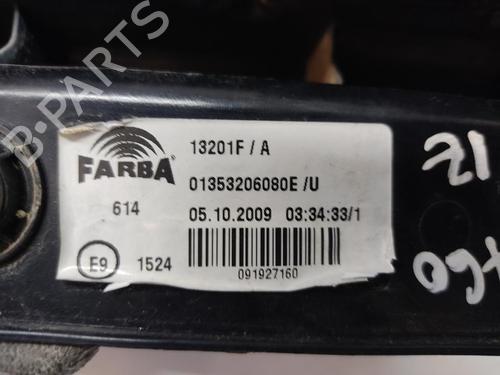 B-PARTS
FARBA
13201F / A
01353206080E /U
614
05.10.2009 03:34:33/1
E9
1524
091927160